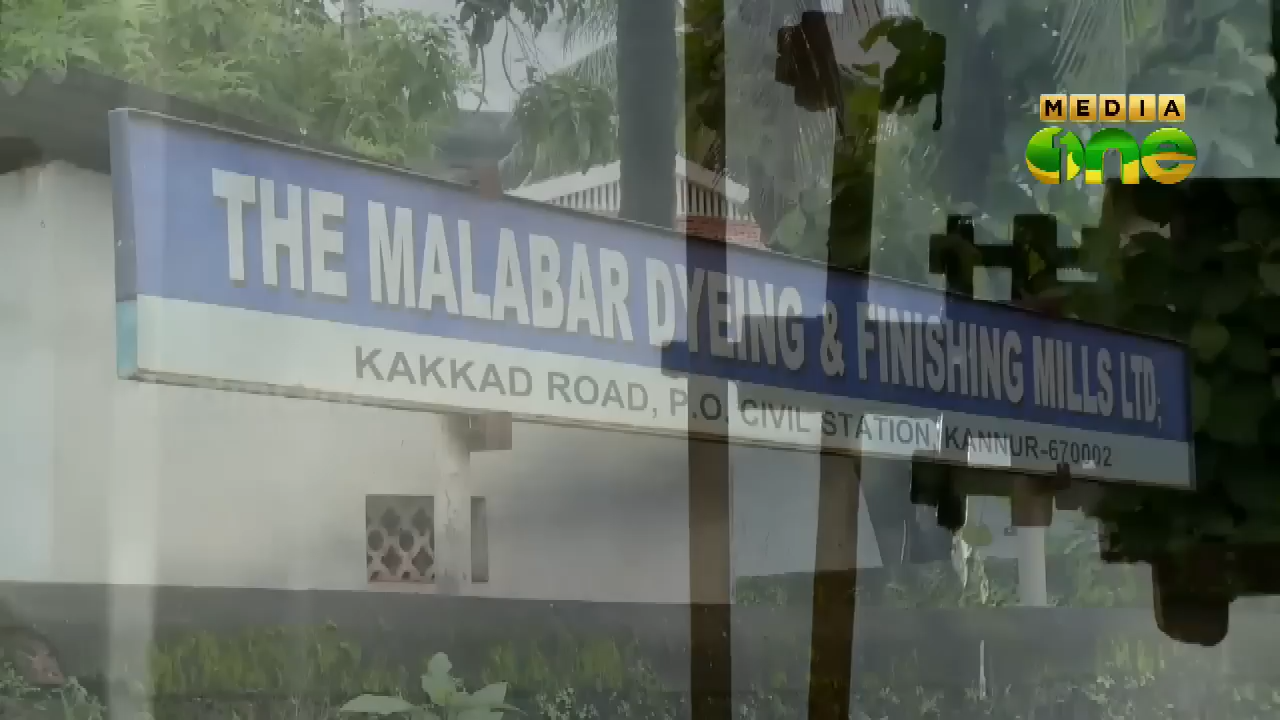 MEDIA
one
THE MALABAR DYEING & FINISHING MILLS LTD;
KAKKAD ROAD, P.O. CIVIL STATION, KANNUR-670002